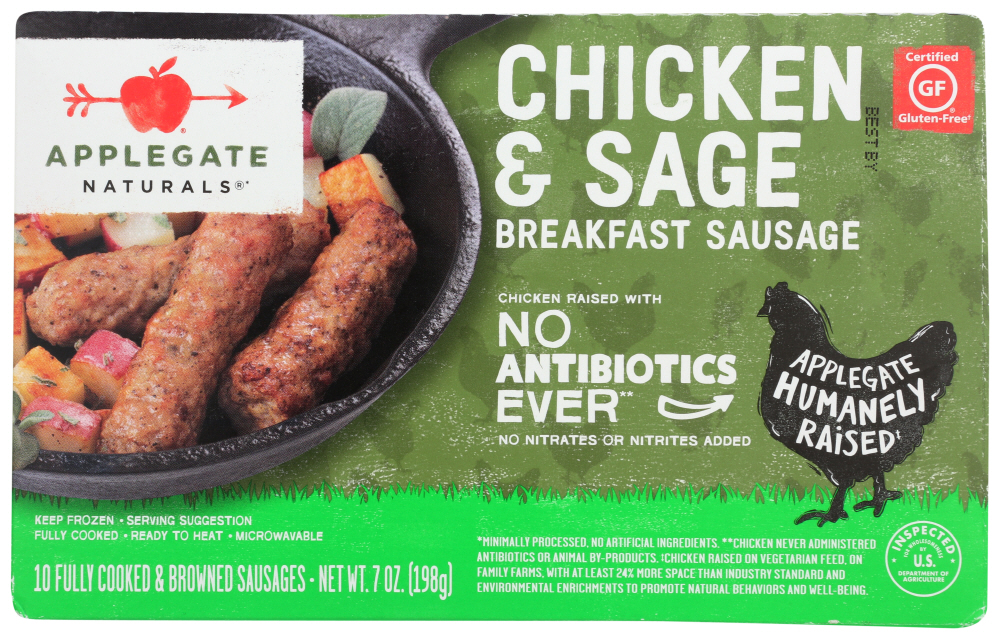 APPLEGATE
NATURALS®*
CHICKEN
& SAGE
BREAKFAST SAUSAGE
Certified
GF
®
Gluten-Free†
BEST BY
CHICKEN RAISED WITH
NO
ANTIBIOTICS
EVER**
NO NITRATES OR NITRITES ADDED
APPLEGATE
HUMANELY
RAISED‡
KEEP FROZEN • SERVING SUGGESTION
FULLY COOKED • READY TO HEAT • MICROWAVABLE
10 FULLY COOKED & BROWNED SAUSAGES • NET WT. 7 OZ. (198g)
*MINIMALLY PROCESSED, NO ARTIFICIAL INGREDIENTS. **CHICKEN NEVER ADMINISTERED
ANTIBIOTICS OR ANIMAL BY-PRODUCTS. ‡CHICKEN RAISED ON VEGETARIAN FEED, ON
FAMILY FARMS, WITH AT LEAST 24% MORE SPACE THAN INDUSTRY STANDARD AND
ENVIRONMENTAL ENRICHMENTS TO PROMOTE NATURAL BEHAVIORS AND WELL-BEING.
INSPECTED
FOR WHOLESOMENESS
BY
U.S.
DEPARTMENT OF
AGRICULTURE